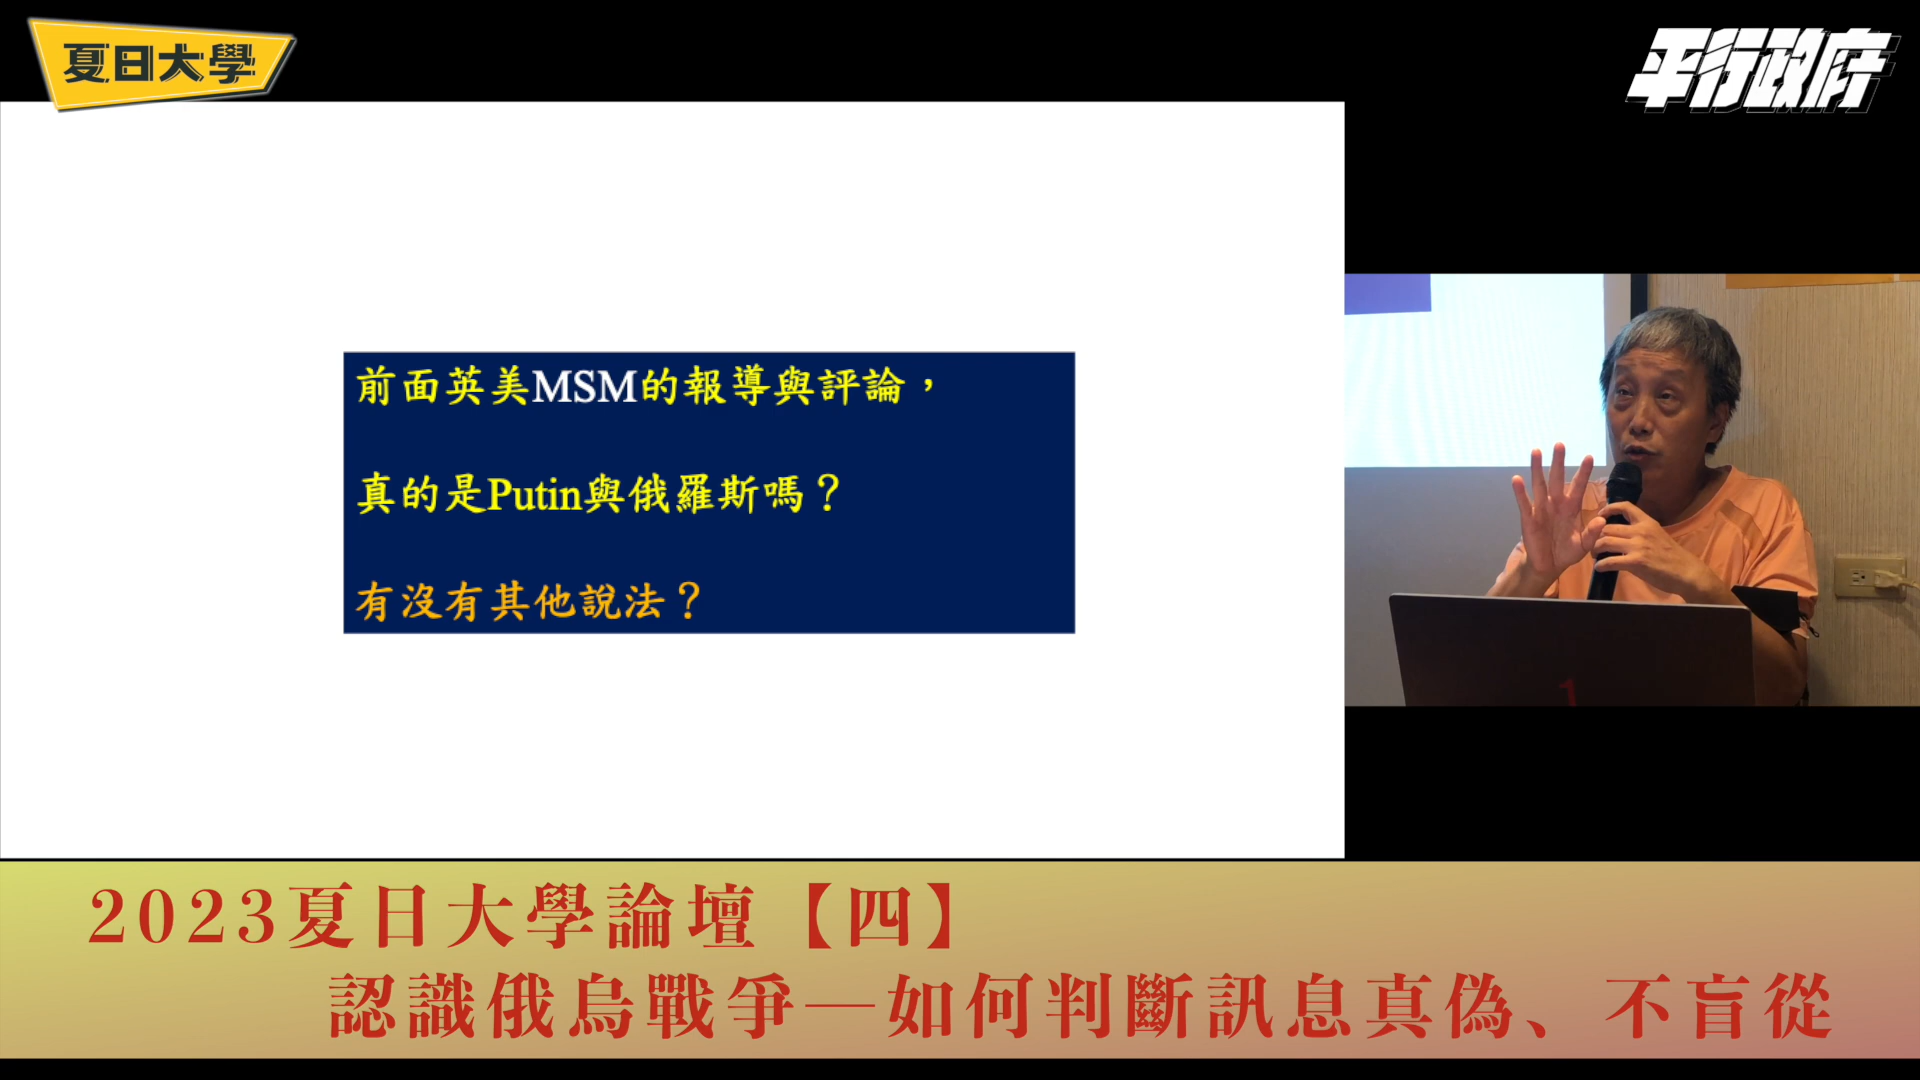 夏日大學
平行政府
前面英美MSM的報導與評論，
真的是Putin與俄羅斯嗎？
有沒有其他說法？
2023夏日大學論壇【四】
認識俄烏戰爭—如何判斷訊息真偽、不盲從